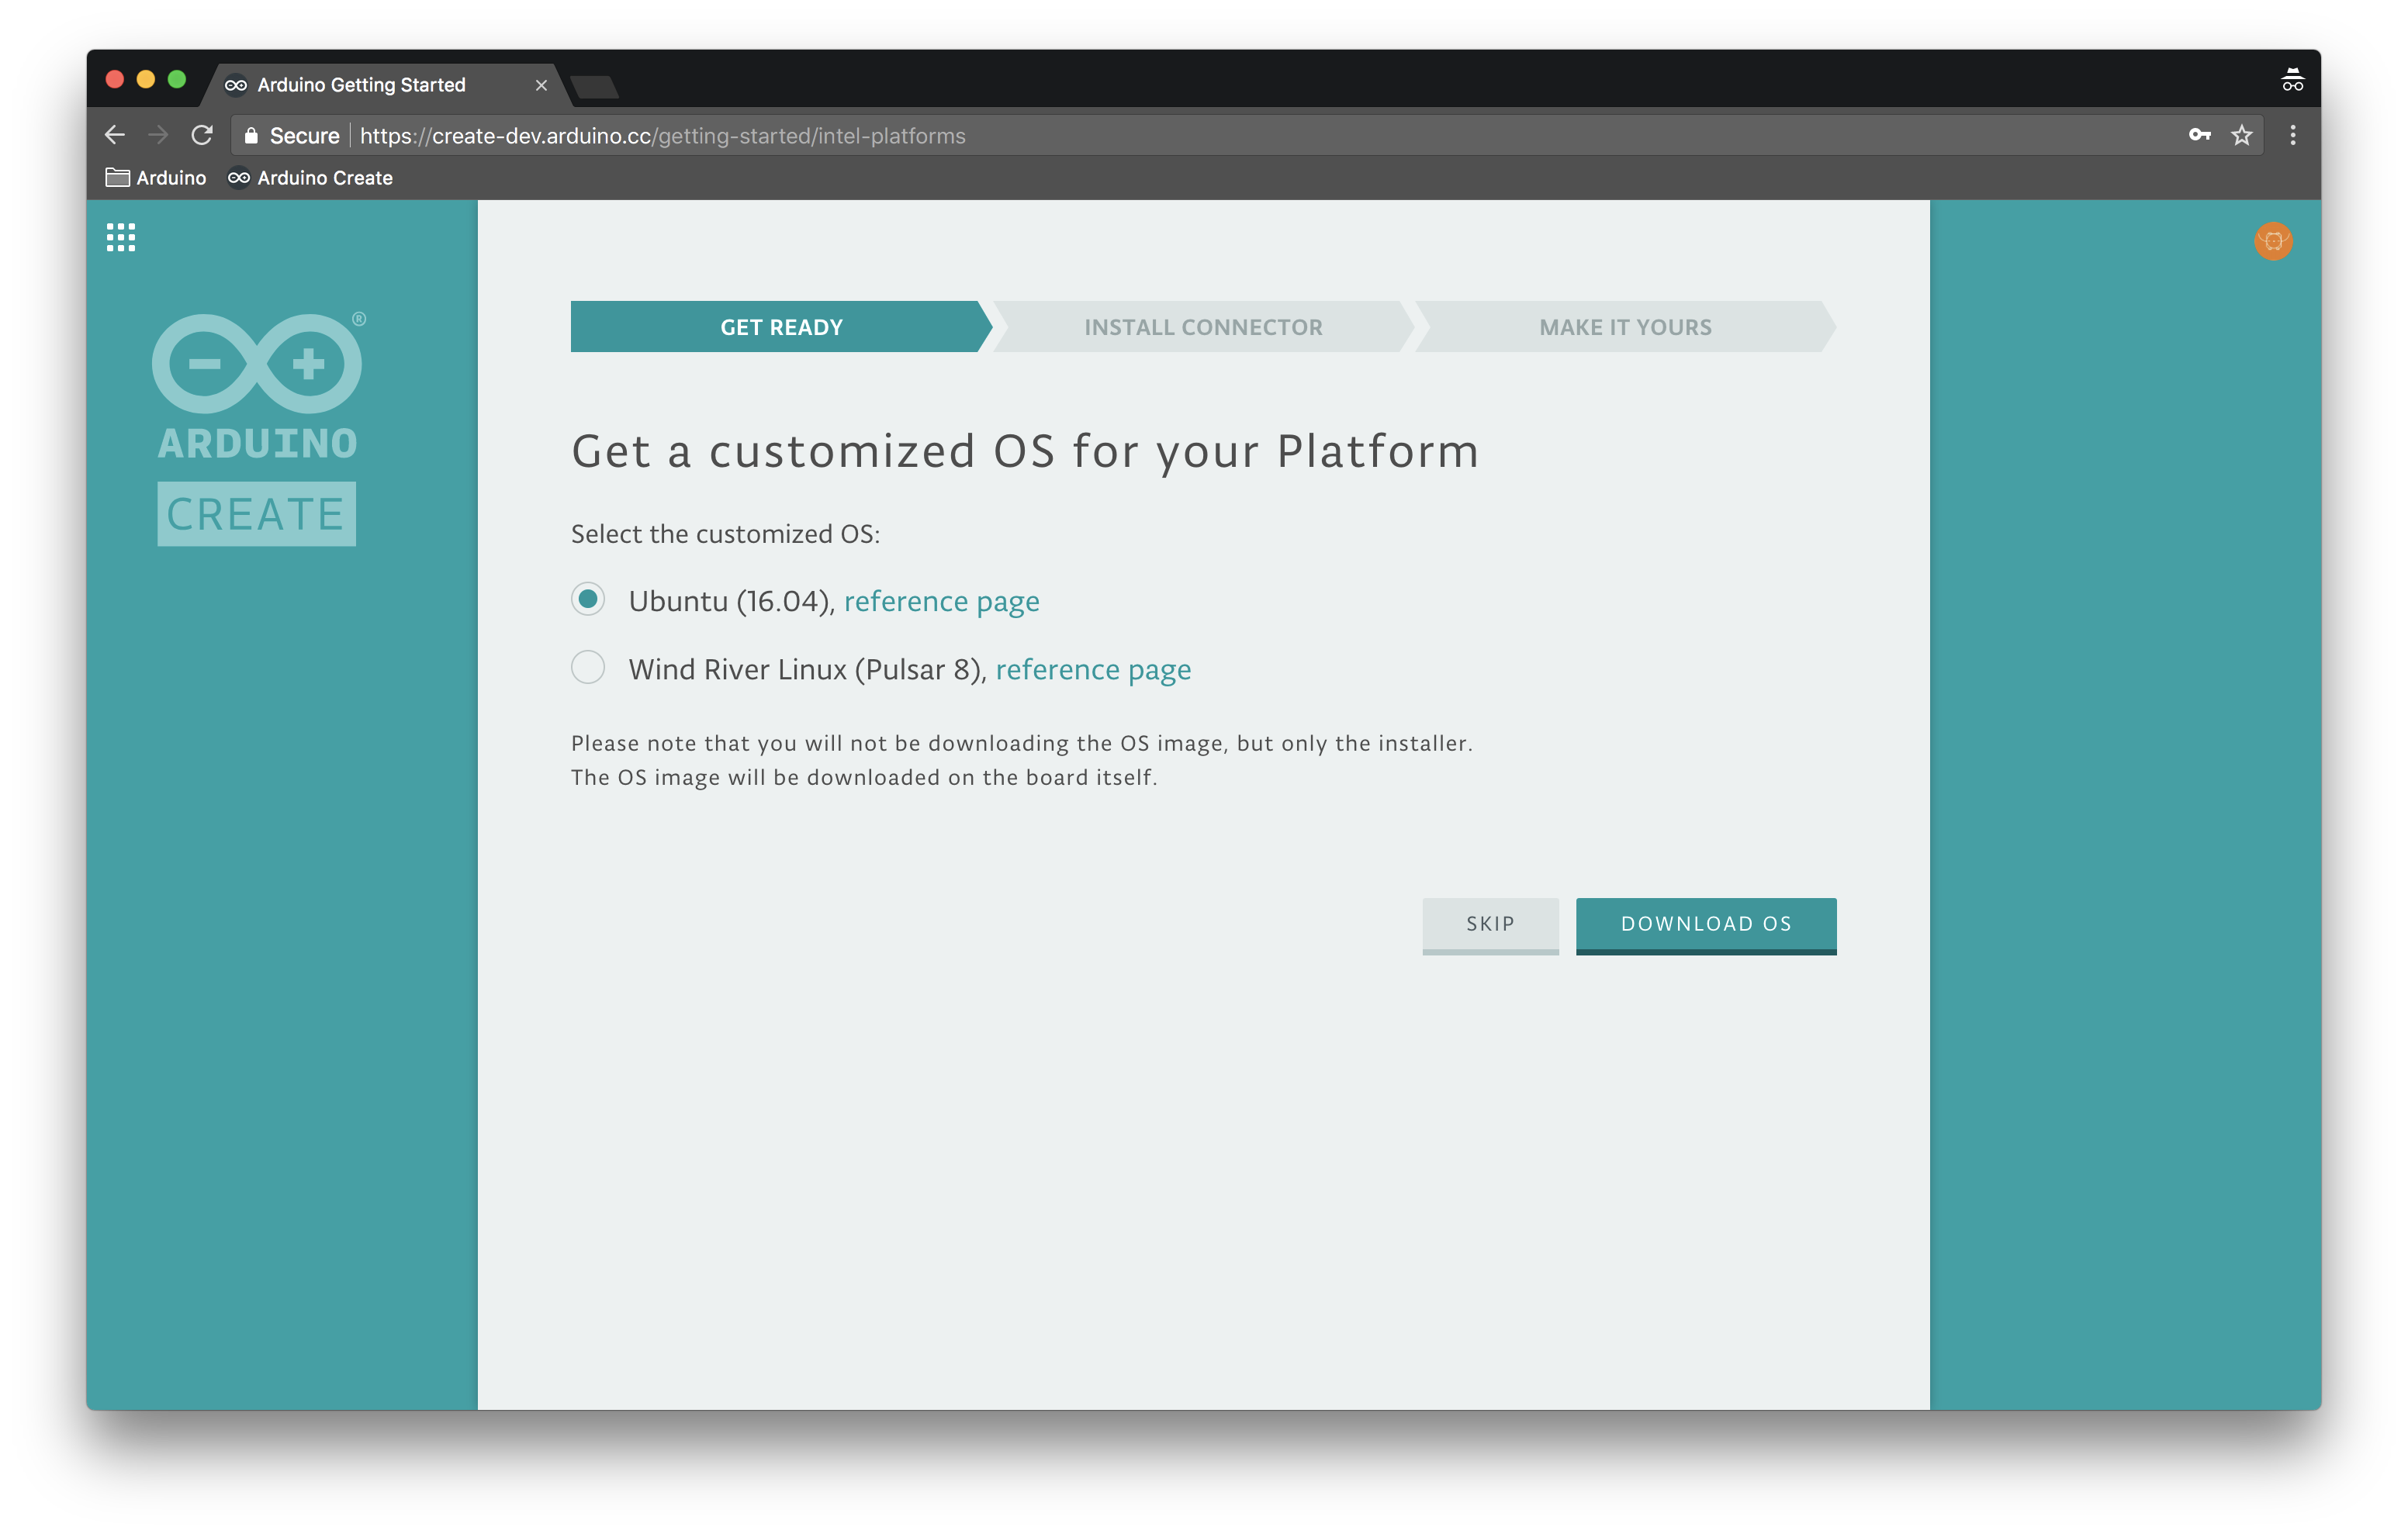 Arduino Getting Started
Secure https://create-dev.arduino.cc/getting-started/intel-platforms
Arduino Arduino Create
®
ARDUINO
CREATE
GET READY INSTALL CONNECTOR MAKE IT YOURS
Get a customized OS for your Platform
Select the customized OS:
Ubuntu (16.04), reference page
Wind River Linux (Pulsar 8), reference page
Please note that you will not be downloading the OS image, but only the installer.
The OS image will be downloaded on the board itself.
SKIP DOWNLOAD OS